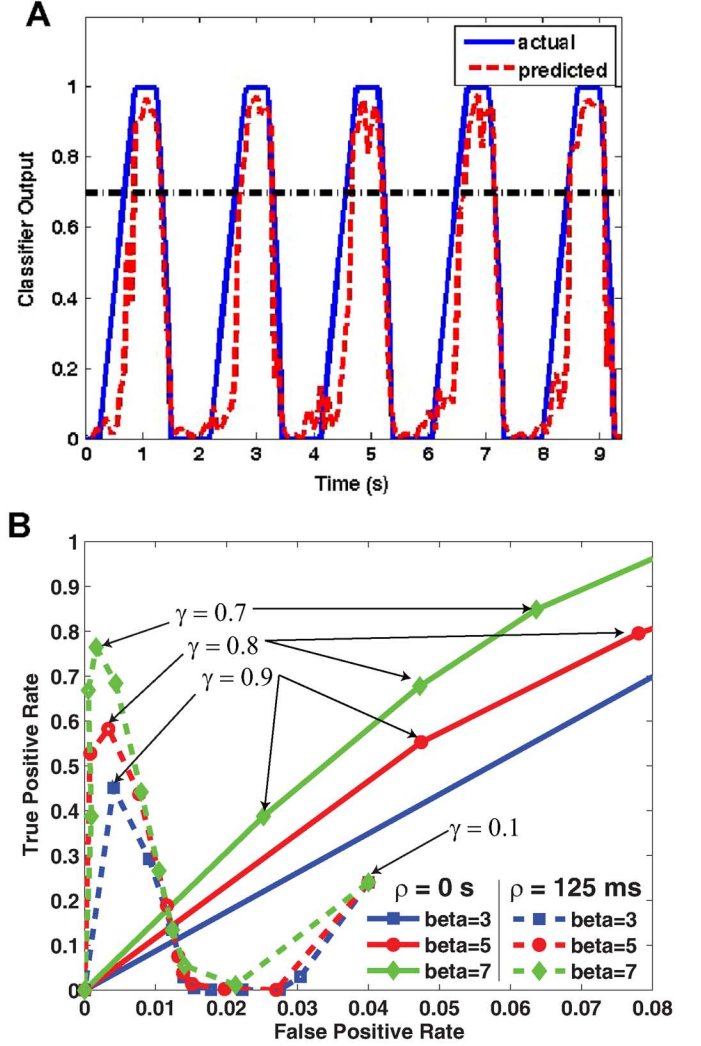 A
actual
predicted
1
0.8
0.6
0.4
0.2
0
Classifier Output
0 1 2 3 4 5 6 7 8 9
Time (s)
B
1
0.9
0.8
0.7
0.6
0.5
0.4
0.3
0.2
0.1
0
True Positive Rate
γ = 0.7
γ = 0.8
γ = 0.9
γ = 0.1
ρ = 0 s ρ = 125 ms
beta=3 beta=3
beta=5 beta=5
beta=7 beta=7
0 0.01 0.02 0.03 0.04 0.05 0.06 0.07 0.08
False Positive Rate